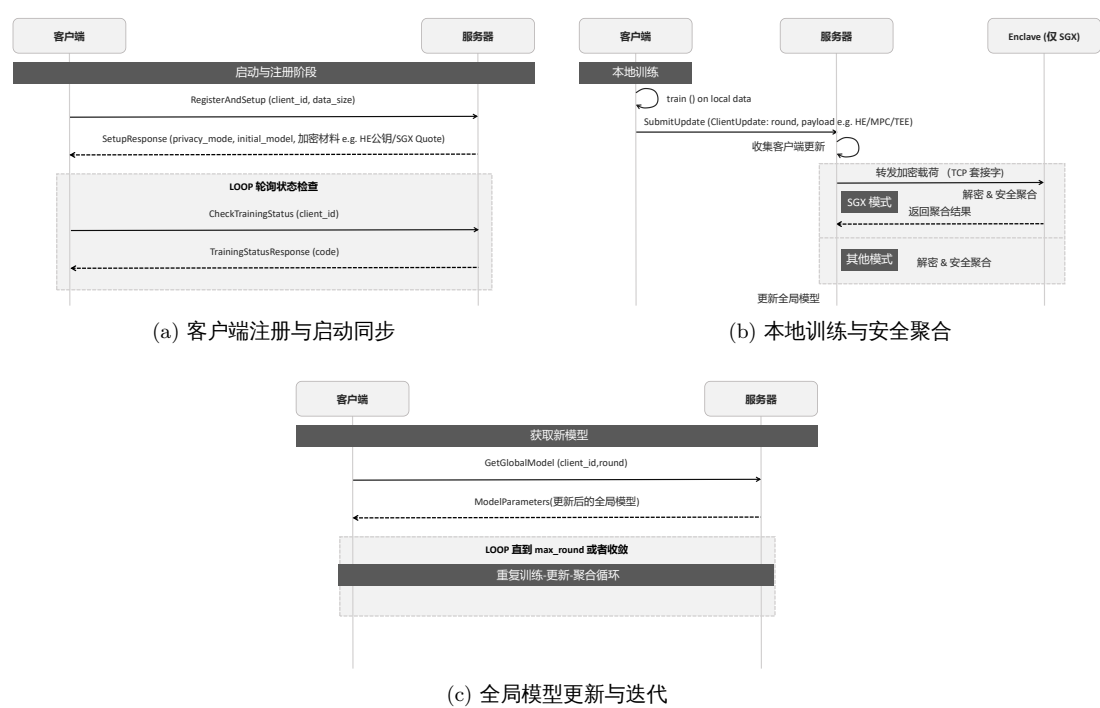 客户端
服务器
启动与注册阶段
RegisterAndSetup (client_id, data_size)
SetupResponse (privacy_mode, initial_model, 加密材料 e.g. HE公钥/SGX Quote)
LOOP 轮询状态检查
CheckTrainingStatus (client_id)
TrainingStatusResponse (code)
(a) 客户端注册与启动同步
客户端
服务器
Enclave (仅 SGX)
本地训练
train () on local data
SubmitUpdate (ClientUpdate: round, payload e.g. HE/MPC/TEE)
收集客户端更新
转发加密载荷 （TCP 套接字）
解密 & 安全聚合
SGX 模式
返回聚合结果
其他模式
解密 & 安全聚合
更新全局模型
(b) 本地训练与安全聚合
客户端
服务器
获取新模型
GetGlobalModel (client_id,round)
ModelParameters(更新后的全局模型)
LOOP 直到 max_round 或者收敛
重复训练-更新-聚合循环
(c) 全局模型更新与迭代